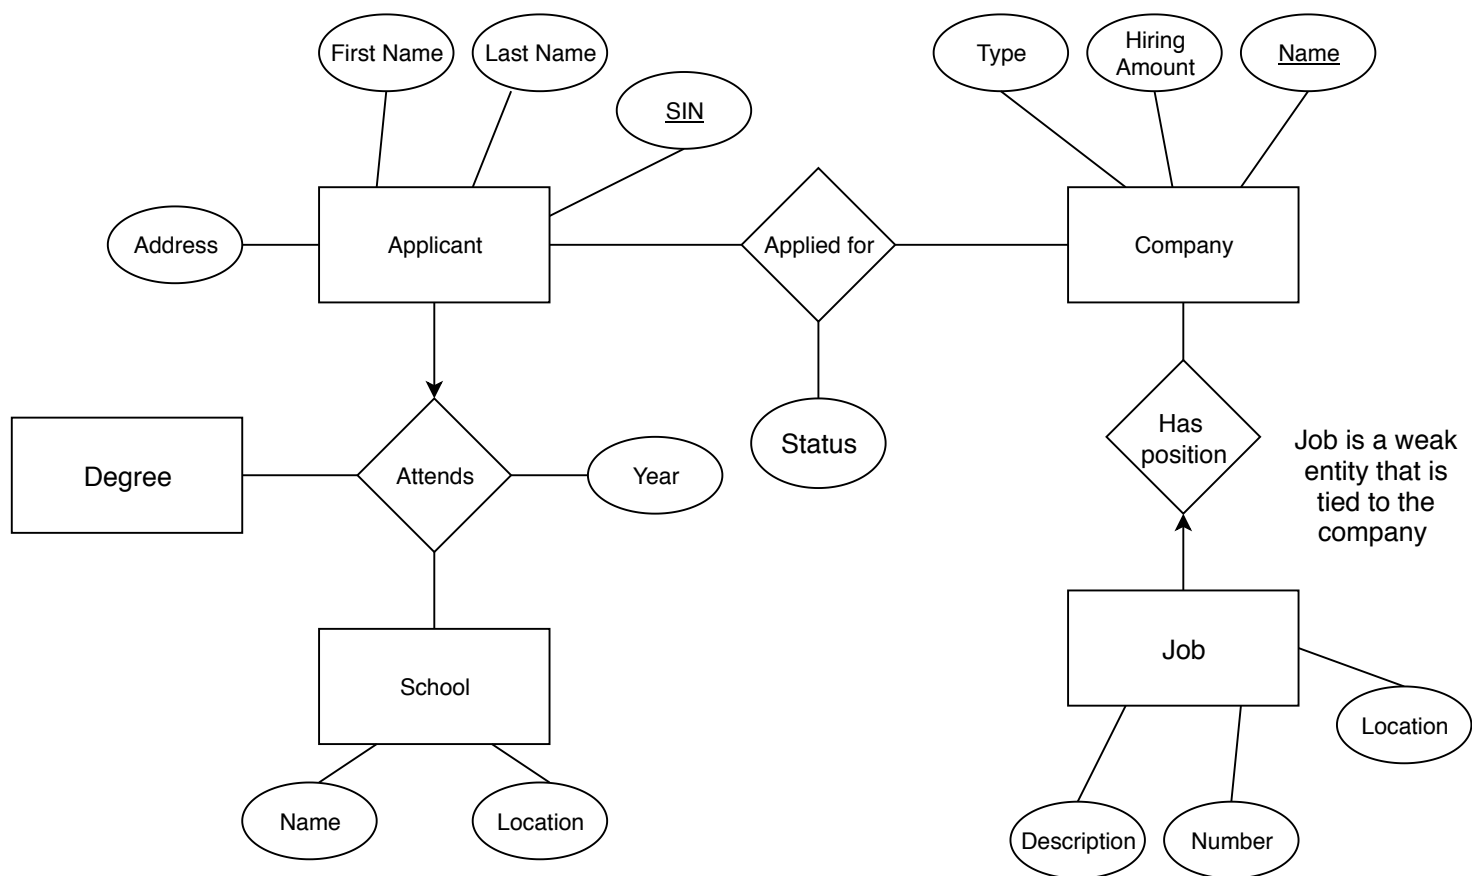 First Name
Last Name
SIN
Type
Hiring
Amount
Name
Address
Applicant
Applied for
Company
Degree
Attends
Year
Status
Has
position
Job is a weak
entity that is
tied to the
company
School
Job
Location
Name
Location
Description
Number